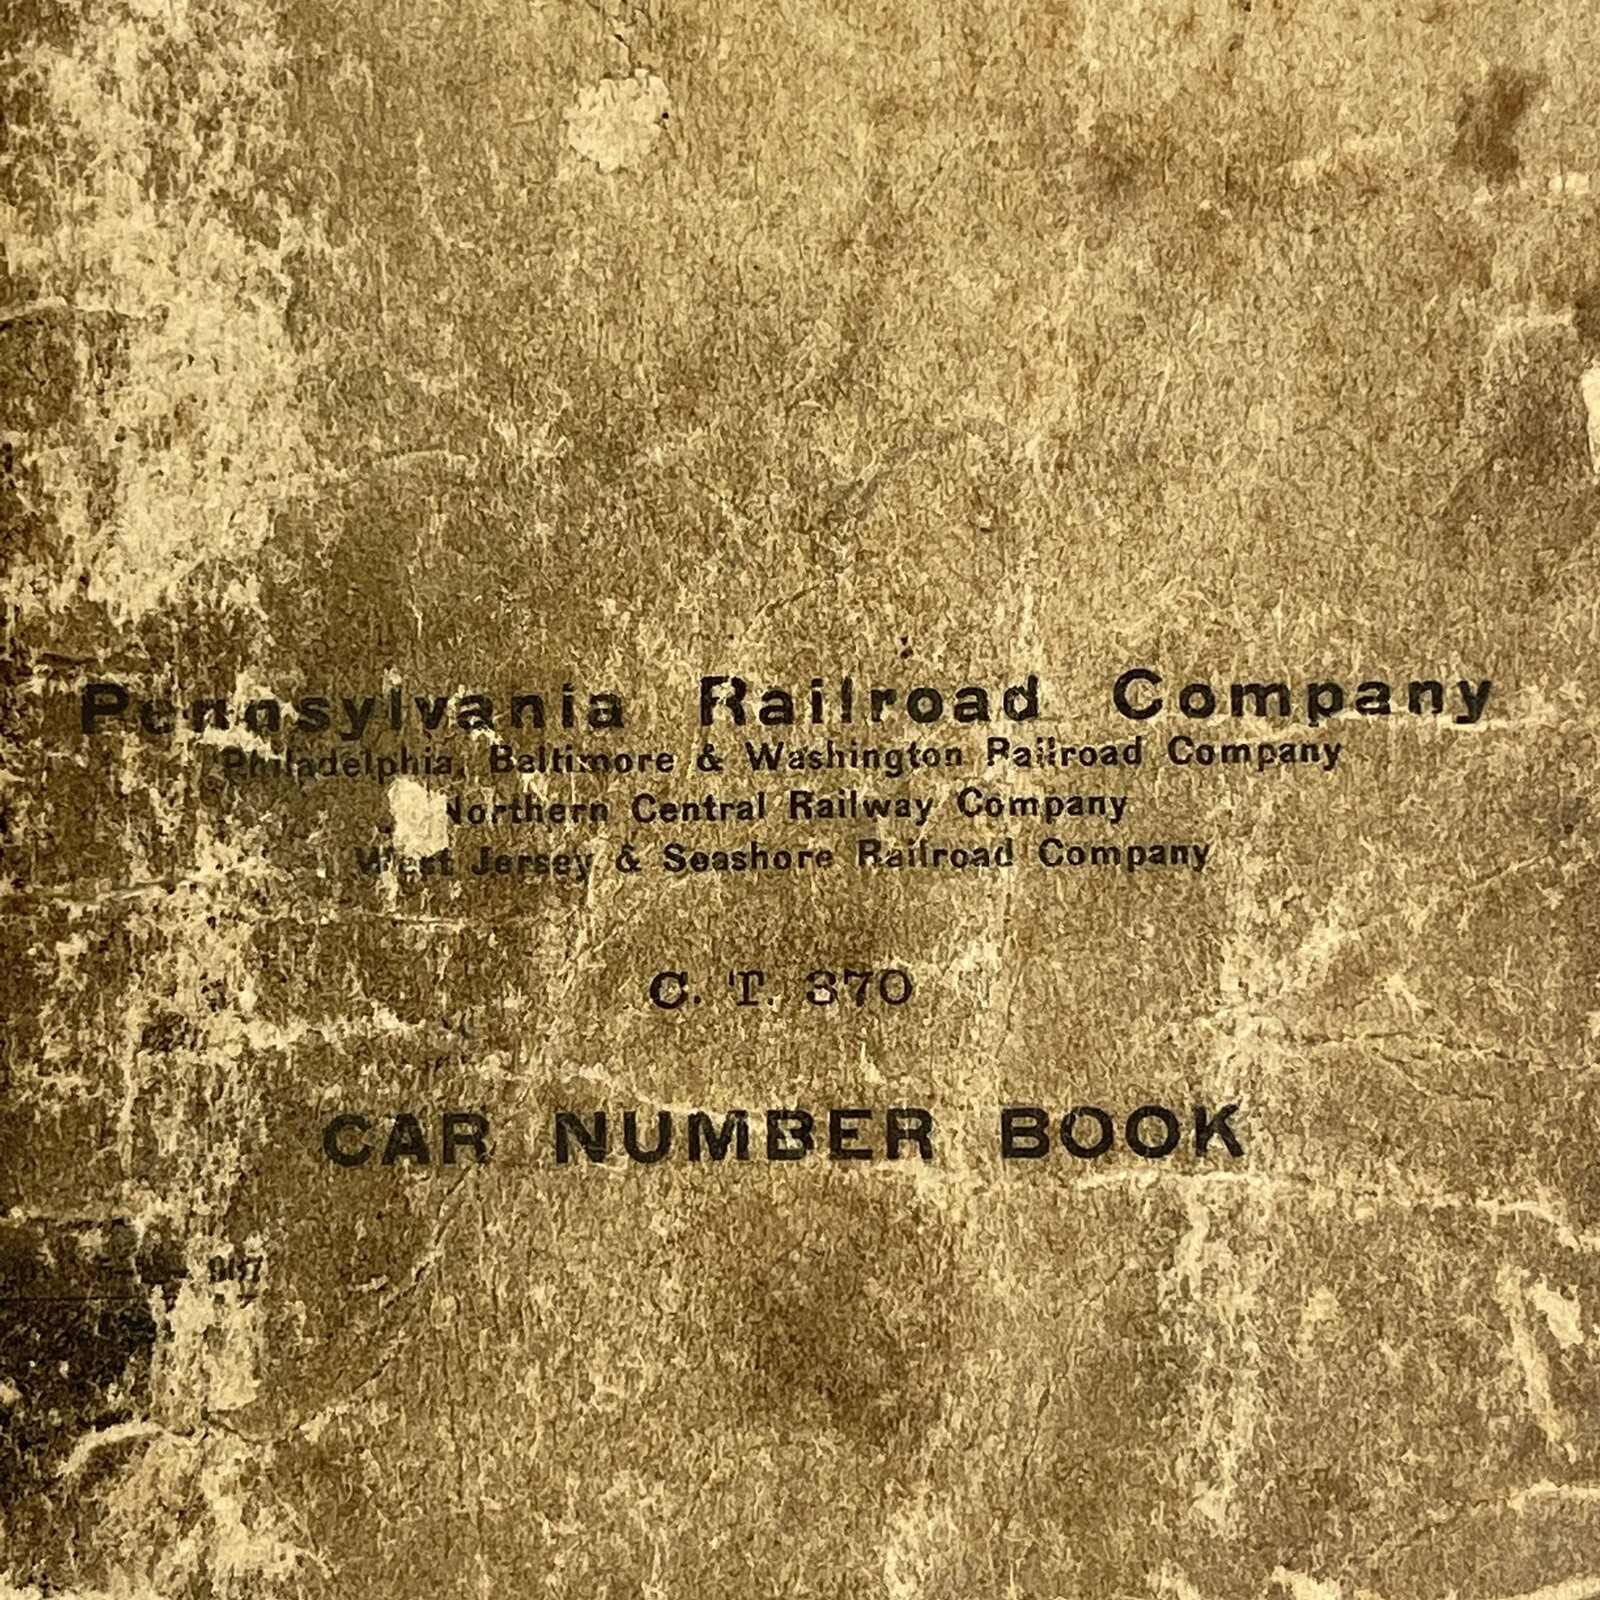 Pennsylvania Railroad Company
Philadelphia, Baltimore & Washington Railroad Company
Northern Central Railway Company
West Jersey & Seashore Railroad Company
C. T. 370
CAR NUMBER BOOK